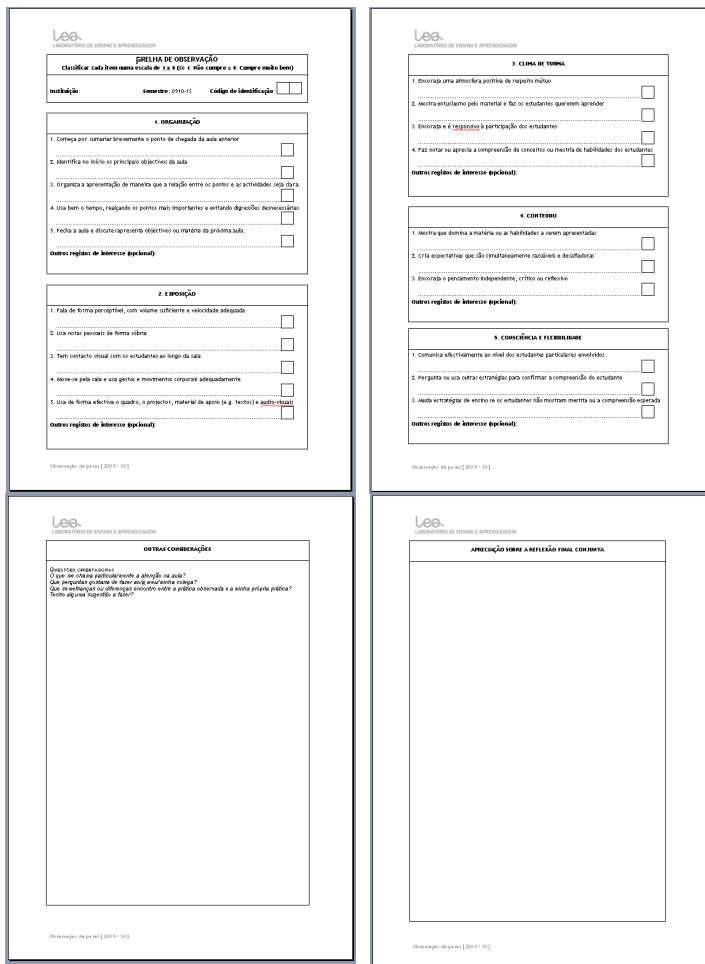 Lea
LABORATÓRIO DE ENSINO E APRENDIZAGEM
GRELHA DE OBSERVAÇÃO
Classificar cada item numa escala de 1 a 4 (de 1: Não cumpre a 4: Cumpre muito bem)
Instituição: Semestre: 0910-1S Código de identificação:
1. ORGANIZAÇÃO
1. Começa por sumariar brevemente o ponto de chegada da aula anterior
2. Identifica no início os principais objectivos da aula
3. Organiza a apresentação de maneira que a relação entre os pontos e as actividades seja clara.
4. Usa bem o tempo, realçando os pontos mais importantes e evitando digressões desnecessárias
5. Fecha a aula e discute/apresenta objectivos ou matéria da próxima aula.
Outros registos de interesse (opcional):
2. EXPOSIÇÃO
1. Fala de forma perceptível, com volume suficiente e velocidade adequada
2. Usa notas pessoais de forma sóbria
3. Tem contacto visual com os estudantes ao longo da sala
4. Move-se pela sala e usa gestos e movimentos corporais adequadamente
5. Usa de forma efectiva o quadro, o projector, material de apoio (e.g. textos) e audio-visuais
Outros registos de interesse (opcional):
Observação de pares [2009/ 10]
Lea
LABORATÓRIO DE ENSINO E APRENDIZAGEM
3. CLIMA DE TURMA
1. Encoraja uma atmosfera positiva de respeito mútuo
2. Mostra entusiasmo pelo material e faz os estudantes quererem aprender
3. Encoraja e é responsivo à participação dos estudantes
4. Faz notar ou aprecia a compreensão de conceitos ou mestria de habilidades dos estudantes
Outros registos de interesse (opcional):
4. CONTEÚDO
1. Mostra que domina a matéria ou as habilidades a serem apresentadas
2. Cria expectativas que são simultaneamente razoáveis e desafiadoras
3. Encoraja o pensamento independente, crítico ou reflexivo
Outros registos de interesse (opcional):
5. CONSCIÊNCIA E FLEXIBILIDADE
1. Comunica efectivamente ao nível dos estudantes particulares envolvidos
2. Pergunta ou usa outras estratégias para confirmar a compreensão do estudante
3. Muda estratégias de ensino se os estudantes não mostram mestria ou a compreensão esperada
Outros registos de interesse (opcional):
Observação de pares [2009/ 10]
Lea
LABORATÓRIO DE ENSINO E APRENDIZAGEM
OUTRAS CONSIDERAÇÕES
QUESTÕES ORIENTADORAS
O que me chama particularmente a atenção na aula?
Que perguntas gostaria de fazer ao/à meu/minha colega?
Que semelhanças ou diferenças encontro entre a prática observada e a minha própria prática?
Tenho alguma sugestão a fazer?
Observação de pares [2009/ 10]
Lea
LABORATÓRIO DE ENSINO E APRENDIZAGEM
APRECIAÇÃO SOBRE A REFLEXÃO FINAL CONJUNTA
Observação de pares [2009/ 10]